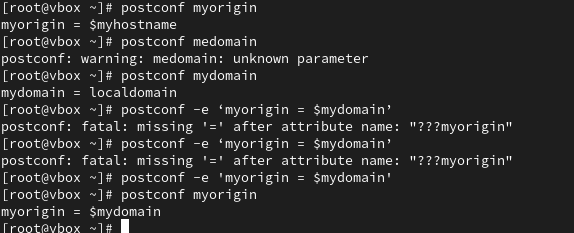 [root@vbox ~]# postconf myorigin
myorigin = $myhostname
[root@vbox ~]# postconf medomain
postconf: warning: medomain: unknown parameter
[root@vbox ~]# postconf mydomain
mydomain = localdomain
[root@vbox ~]# postconf -e ‘myorigin = $mydomain’
postconf: fatal: missing '=' after attribute name: "???myorigin"
[root@vbox ~]# postconf -e ‘myorigin = $mydomain’
postconf: fatal: missing '=' after attribute name: "???myorigin"
[root@vbox ~]# postconf -e 'myorigin = $mydomain'
[root@vbox ~]# postconf myorigin
myorigin = $mydomain
[root@vbox ~]#